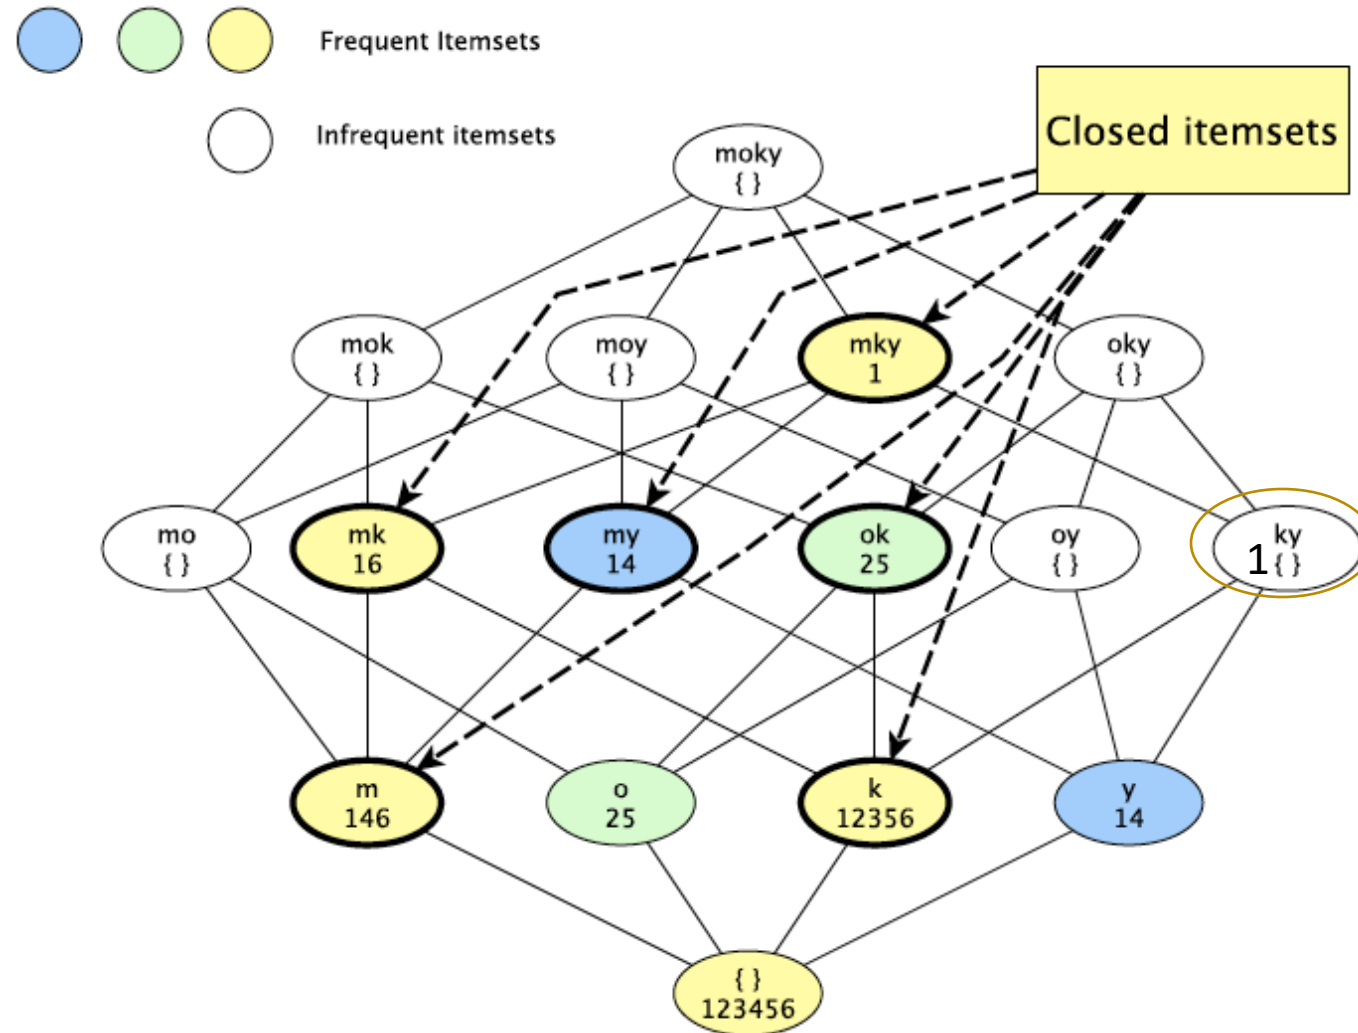 Frequent Itemsets
Infrequent itemsets
Closed itemsets
moky
{ }
mok
{ }
moy
{ }
mky
1
oky
{ }
mo
{ }
mk
16
my
14
ok
25
oy
{ }
ky
1 { }
m
146
o
25
k
12356
y
14
{ }
123456